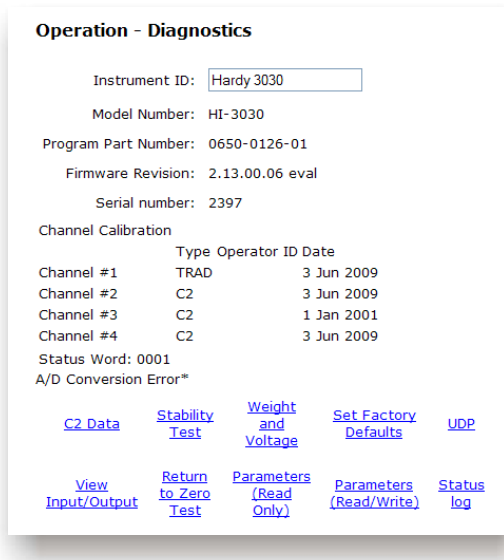 Operation - Diagnostics
Instrument ID: Hardy 3030
Model Number: HI-3030
Program Part Number: 0650-0126-01
Firmware Revision: 2.13.00.06 eval
Serial number: 2397
Channel Calibration
Type Operator ID Date
Channel #1 TRAD 3 Jun 2009
Channel #2 C2 3 Jun 2009
Channel #3 C2 1 Jan 2001
Channel #4 C2 3 Jun 2009
Status Word: 0001
A/D Conversion Error*
C2 Data
Stability
Test
Weight
and
Voltage
Set Factory
Defaults
UDP
View
Input/Output
Return
to Zero
Test
Parameters
(Read
Only)
Parameters
(Read/Write)
Status
log